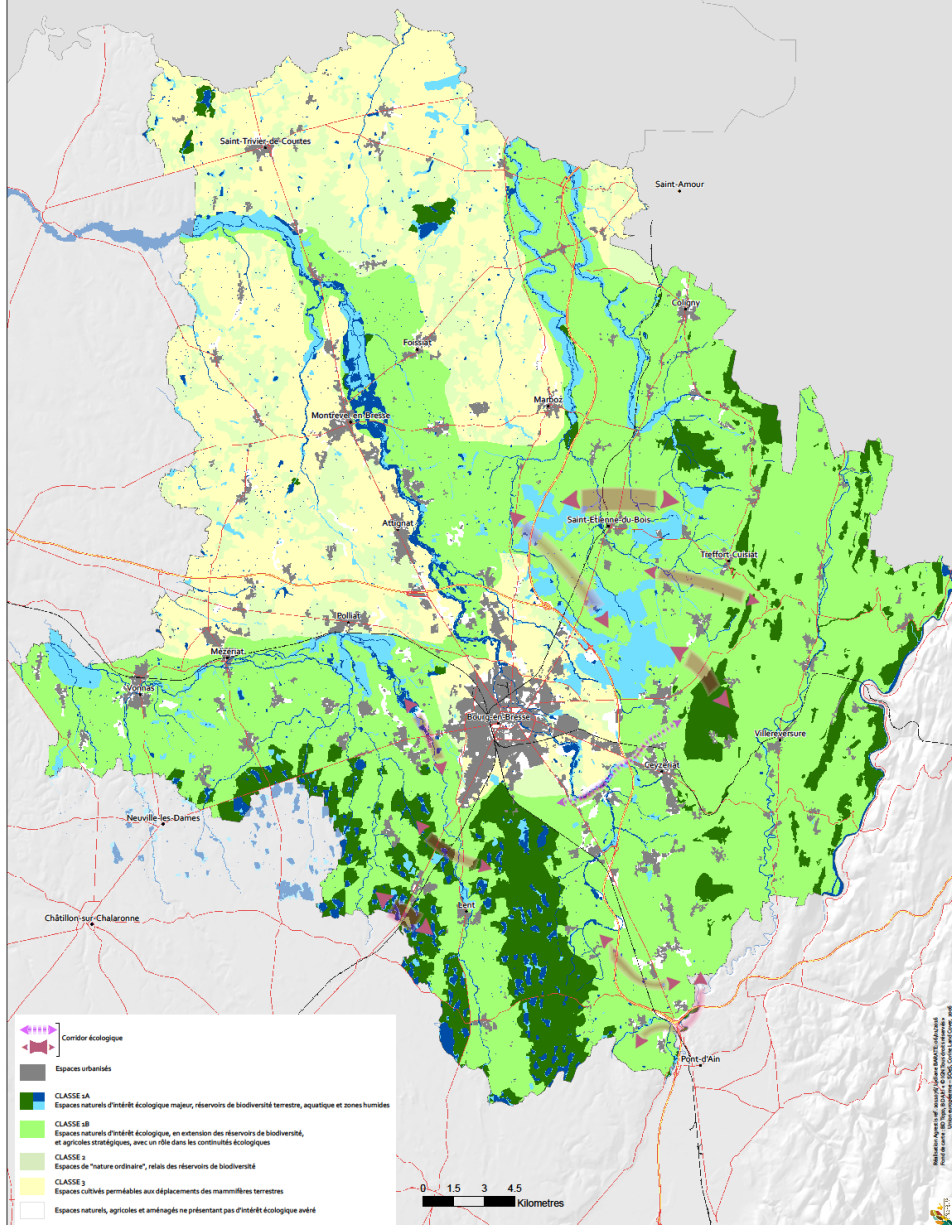 Saint-Trivier-de-Courtes
Saint-Amour
Coligny
Foissiat
Marboz
Montrevel-en-Bresse
Attignat
Saint-Etienne-du-Bois
Treffort-Cuisiat
Polliat
Mézériat
Vonnas
Bourg-en-Bresse
Villereversure
Ceyzériat
Neuville-les-Dames
Châtillon-sur-Chalaronne
Lent
Pont-d'Ain
Corridor écologique
Espaces urbanisés
CLASSE 1A
Espaces naturels d'intérêt écologique majeur, réservoirs de biodiversité terrestre, aquatique et zones humides
CLASSE 1B
Espaces naturels d'intérêt écologique, en extension des réservoirs de biodiversité,
et agricoles stratégiques, avec un rôle dans les continuités écologiques
CLASSE 2
Espaces de "nature ordinaire", relais des réservoirs de biodiversité
CLASSE 3
Espaces cultivés perméables aux déplacements des mammifères terrestres
Espaces naturels, agricoles et aménagés ne présentant pas d'intérêt écologique avéré
0 1.5 3 4.5
Kilometres